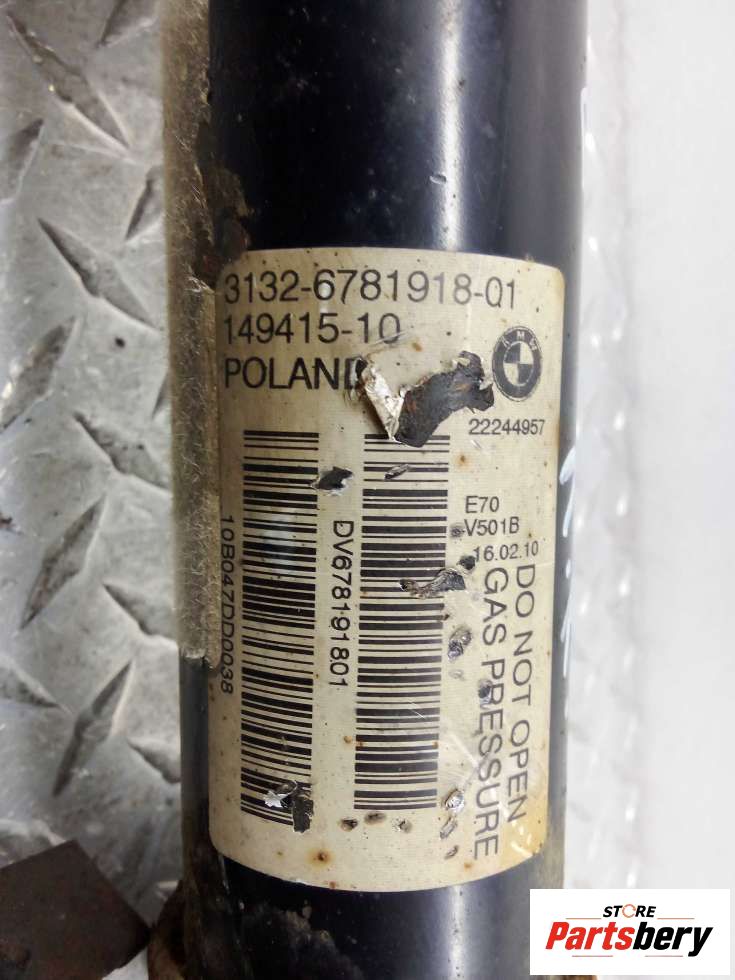 3132-6781918-01
149415-10
POLAND
BMW
22244957
E70
V501B
16.02.10
DO NOT OPEN
GAS PRESSURE
DV678191801
10B047DD0038
STORE
Partsbery